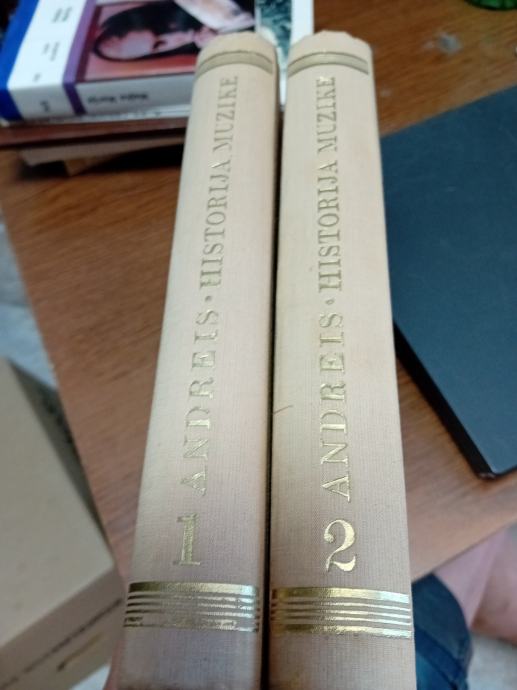 1 ANDREIS • HISTORIJA MUZIKE
2 ANDREIS • HISTORIJA MUZIKE